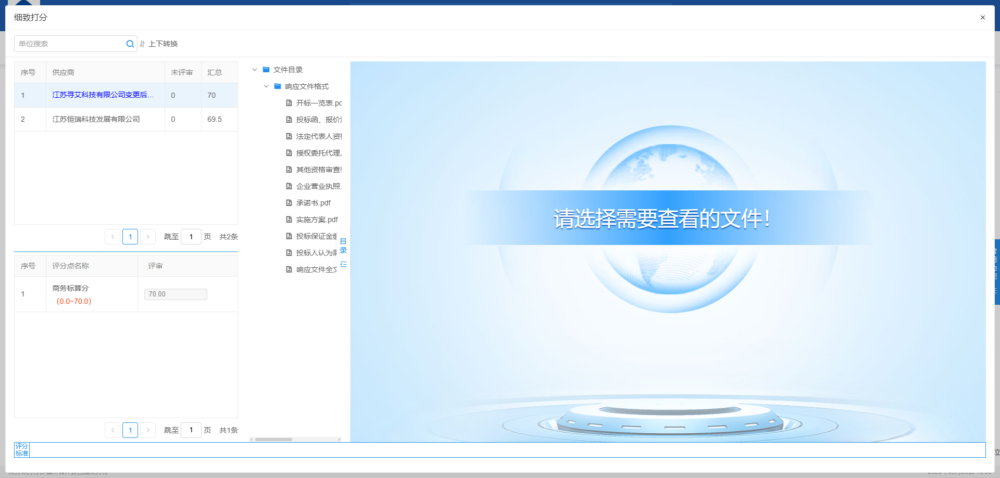 细致打分
单位搜索
上下转换
序号 供应商 未评审 汇总
1 江苏寻艾科技有限公司变更后… 0 70
2 江苏恒瑞科技发展有限公司 0 69.5
跳至 1 页 共2条
1
序号 评分点名称 评审
1 商务标算分
(0.0~70.0)
70.00
跳至 1 页 共1条
1
文件目录
响应文件格式
开标一览表.pd
投标函、报价
法定代表人资
授权委托代理
其他资格审查
企业营业执照.
承诺书.pdf
实施方案.pdf
投标保证金
投标人认为
响应文件全
目录
请选择需要查看的文件!
评分
标准